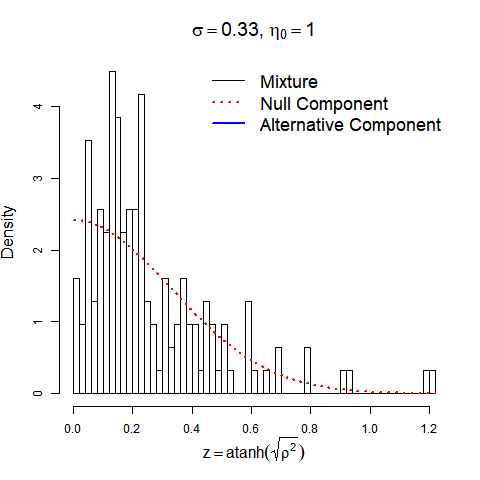 σ = 0.33, η₀ = 1
Mixture
Null Component
Alternative Component
Density
4
3
2
1
0
0.0 0.2 0.4 0.6 0.8 1.0 1.2
z = atanh(√ρ²)